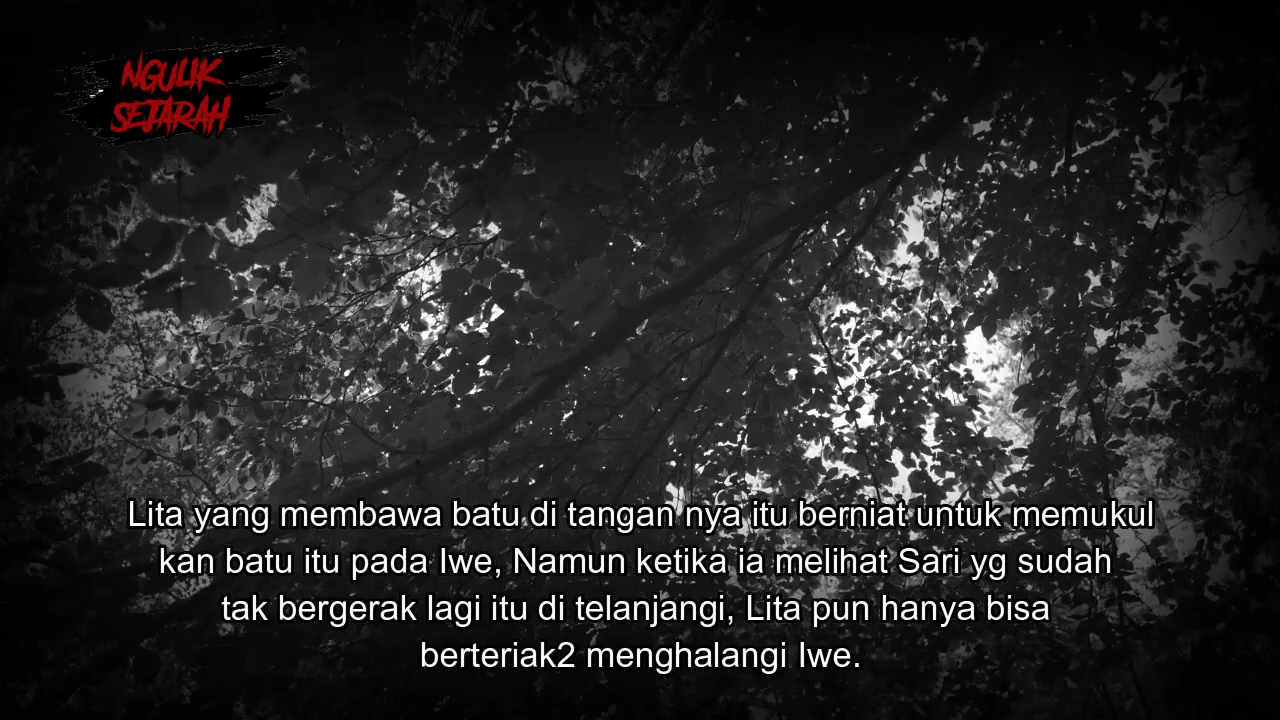 NGULIK
SEJARAH
Lita yang membawa batu di tangan nya itu berniat untuk memukul
kan batu itu pada Iwe, Namun ketika ia melihat Sari yg sudah
tak bergerak lagi itu di telanjangi, Lita pun hanya bisa
berteriak2 menghalangi Iwe.